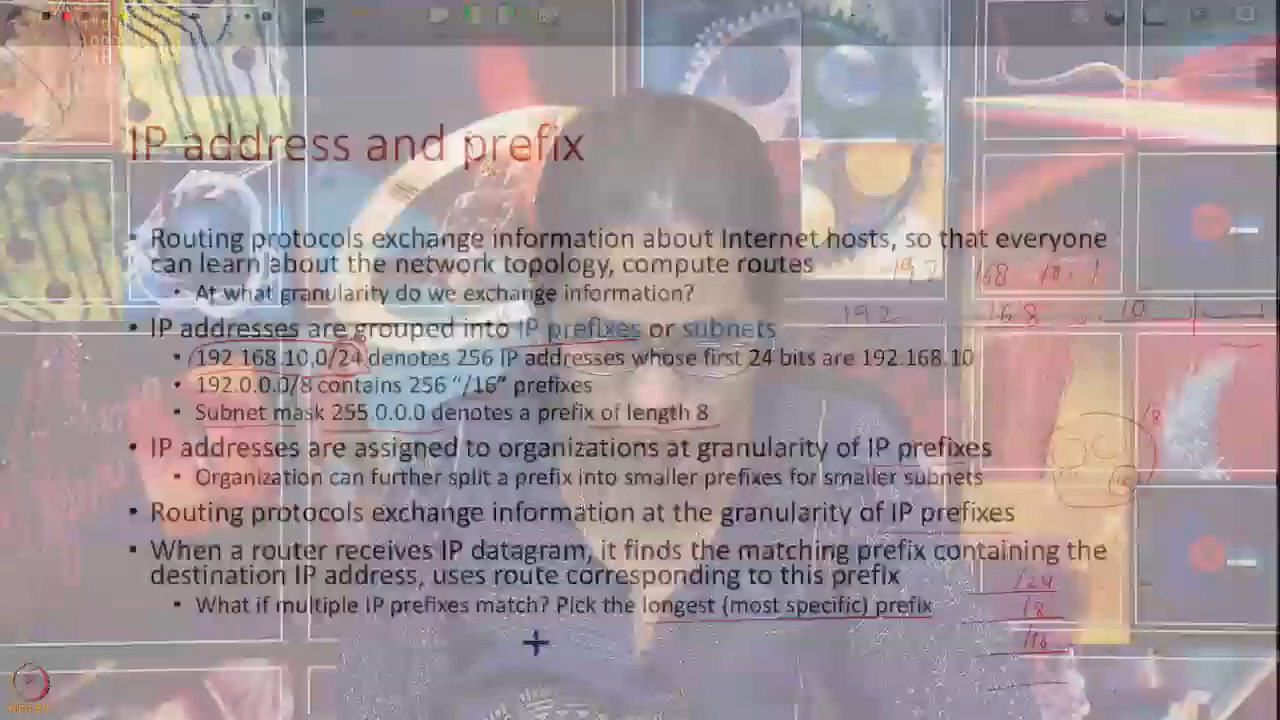 IP address and prefix
Routing protocols exchange information about Internet hosts, so that everyone
can learn about the network topology, compute routes
At what granularity do we exchange information?
197 168 10.1
IP addresses are grouped into IP prefixes or subnets
192 168 10
192 168.10.0/24 denotes 256 IP addresses whose first 24 bits are 192.168.10
192.0.0.0/8 contains 256 “/16” prefixes
Subnet mask 255.0.0.0 denotes a prefix of length 8
/8
IP addresses are assigned to organizations at granularity of IP prefixes
Organization can further split a prefix into smaller prefixes for smaller subnets
Routing protocols exchange information at the granularity of IP prefixes
When a router receives IP datagram, it finds the matching prefix containing the
destination IP address, uses route corresponding to this prefix
/24
What if multiple IP prefixes match? Pick the longest (most specific) prefix
/8
/16